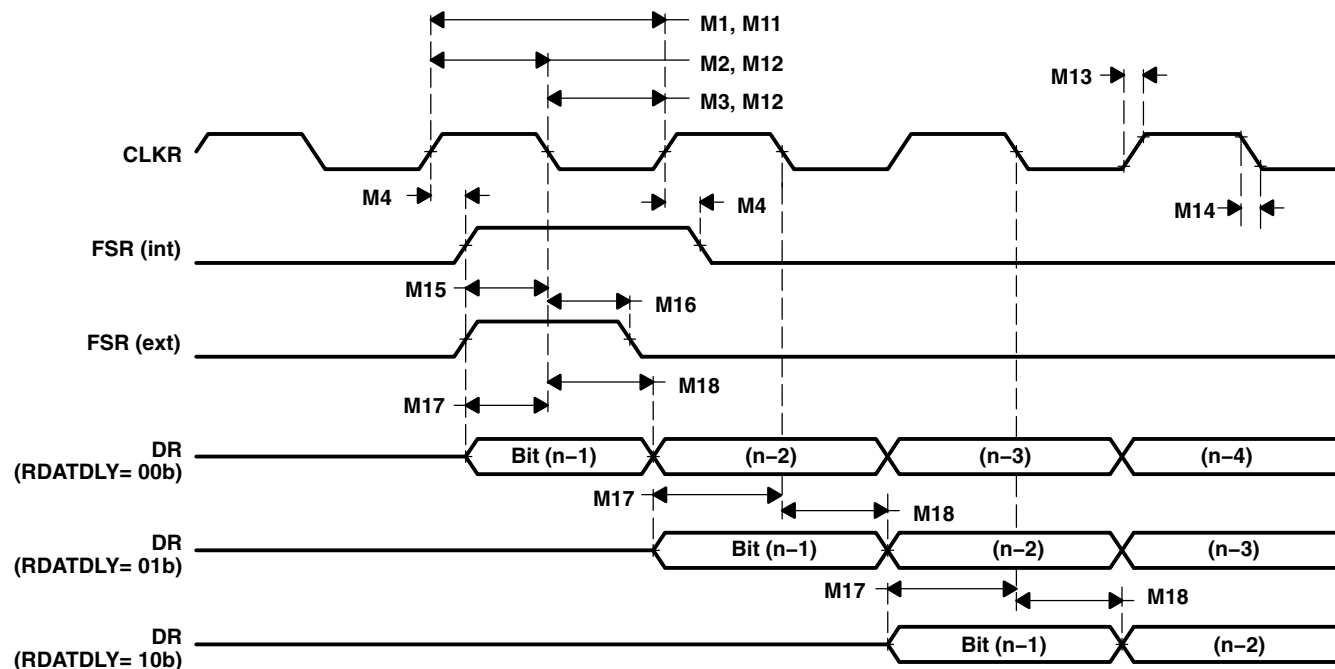 M1, M11
M2, M12
M13
M3, M12
CLKR
M4
M4
M14
FSR (int)
M15
M16
FSR (ext)
M18
M17
DR
(RDATDLY= 00b)
Bit (n−1)
(n−2)
(n−3)
(n−4)
M17
M18
DR
(RDATDLY= 01b)
Bit (n−1)
(n−2)
(n−3)
M17
M18
DR
(RDATDLY= 10b)
Bit (n−1)
(n−2)